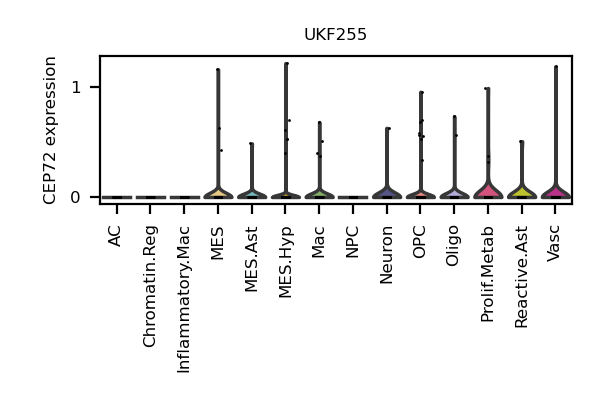 UKF255
CEP72 expression
1
0
AC
Chromatin.Reg
Inflammatory.Mac
MES
MES.Ast
MES.Hyp
Mac
NPC
Neuron
OPC
Oligo
Prolif.Metab
Reactive.Ast
Vasc